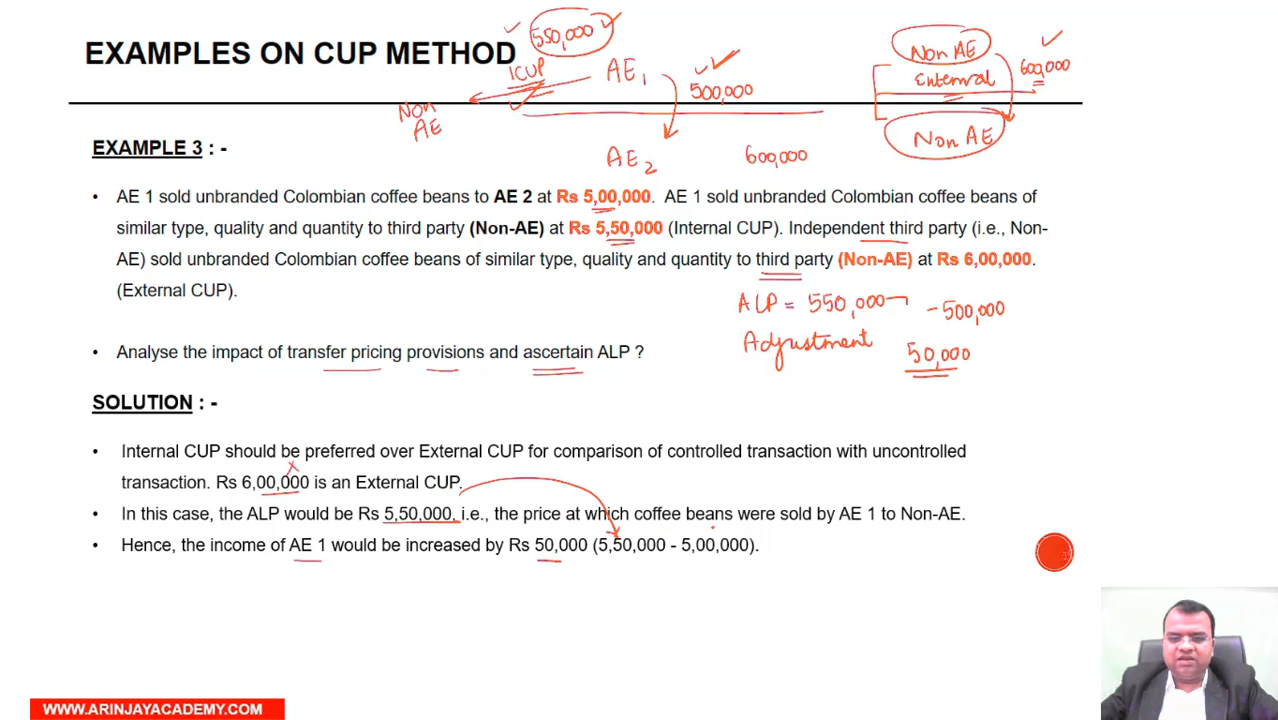 550,000
EXAMPLES ON CUP METHOD
ICUP
AE1
500,000
Non AE
External
600,000
Non
AE
Non AE
AE2
600,000
EXAMPLE 3 : -
• AE 1 sold unbranded Colombian coffee beans to AE 2 at Rs 5,00,000. AE 1 sold unbranded Colombian coffee beans of
similar type, quality and quantity to third party (Non-AE) at Rs 5,50,000 (Internal CUP). Independent third party (i.e., Non-
AE) sold unbranded Colombian coffee beans of similar type, quality and quantity to third party (Non-AE) at Rs 6,00,000.
(External CUP).
ALP = 550,000 - 500,000
Adjustment 50,000
• Analyse the impact of transfer pricing provisions and ascertain ALP ?
SOLUTION : -
• Internal CUP should be preferred over External CUP for comparison of controlled transaction with uncontrolled
transaction. Rs 6,00,000 is an External CUP.
• In this case, the ALP would be Rs 5,50,000, i.e., the price at which coffee beans were sold by AE 1 to Non-AE.
• Hence, the income of AE 1 would be increased by Rs 50,000 (5,50,000 - 5,00,000).
WWW.ARINJAYACADEMY.COM